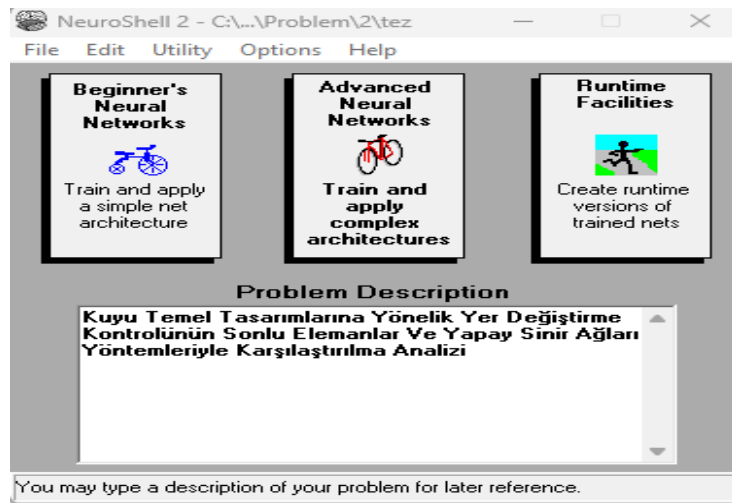 NeuroShell 2 - C:\...\Problem\2\tez
File Edit Utility Options Help
Beginner's
Neural
Networks
Train and apply
a simple net
architecture
Advanced
Neural
Networks
Train and
apply
complex
architectures
Runtime
Facilities
Create runtime
versions of
trained nets
Problem Description
Kuyu Temel Tasarımlarına Yönelik Yer Değiştirme
Kontrolünün Sonlu Elemanlar Ve Yapay Sinir Ağları
Yöntemleriyle Karşılaştırılma Analizi
You may type a description of your problem for later reference.